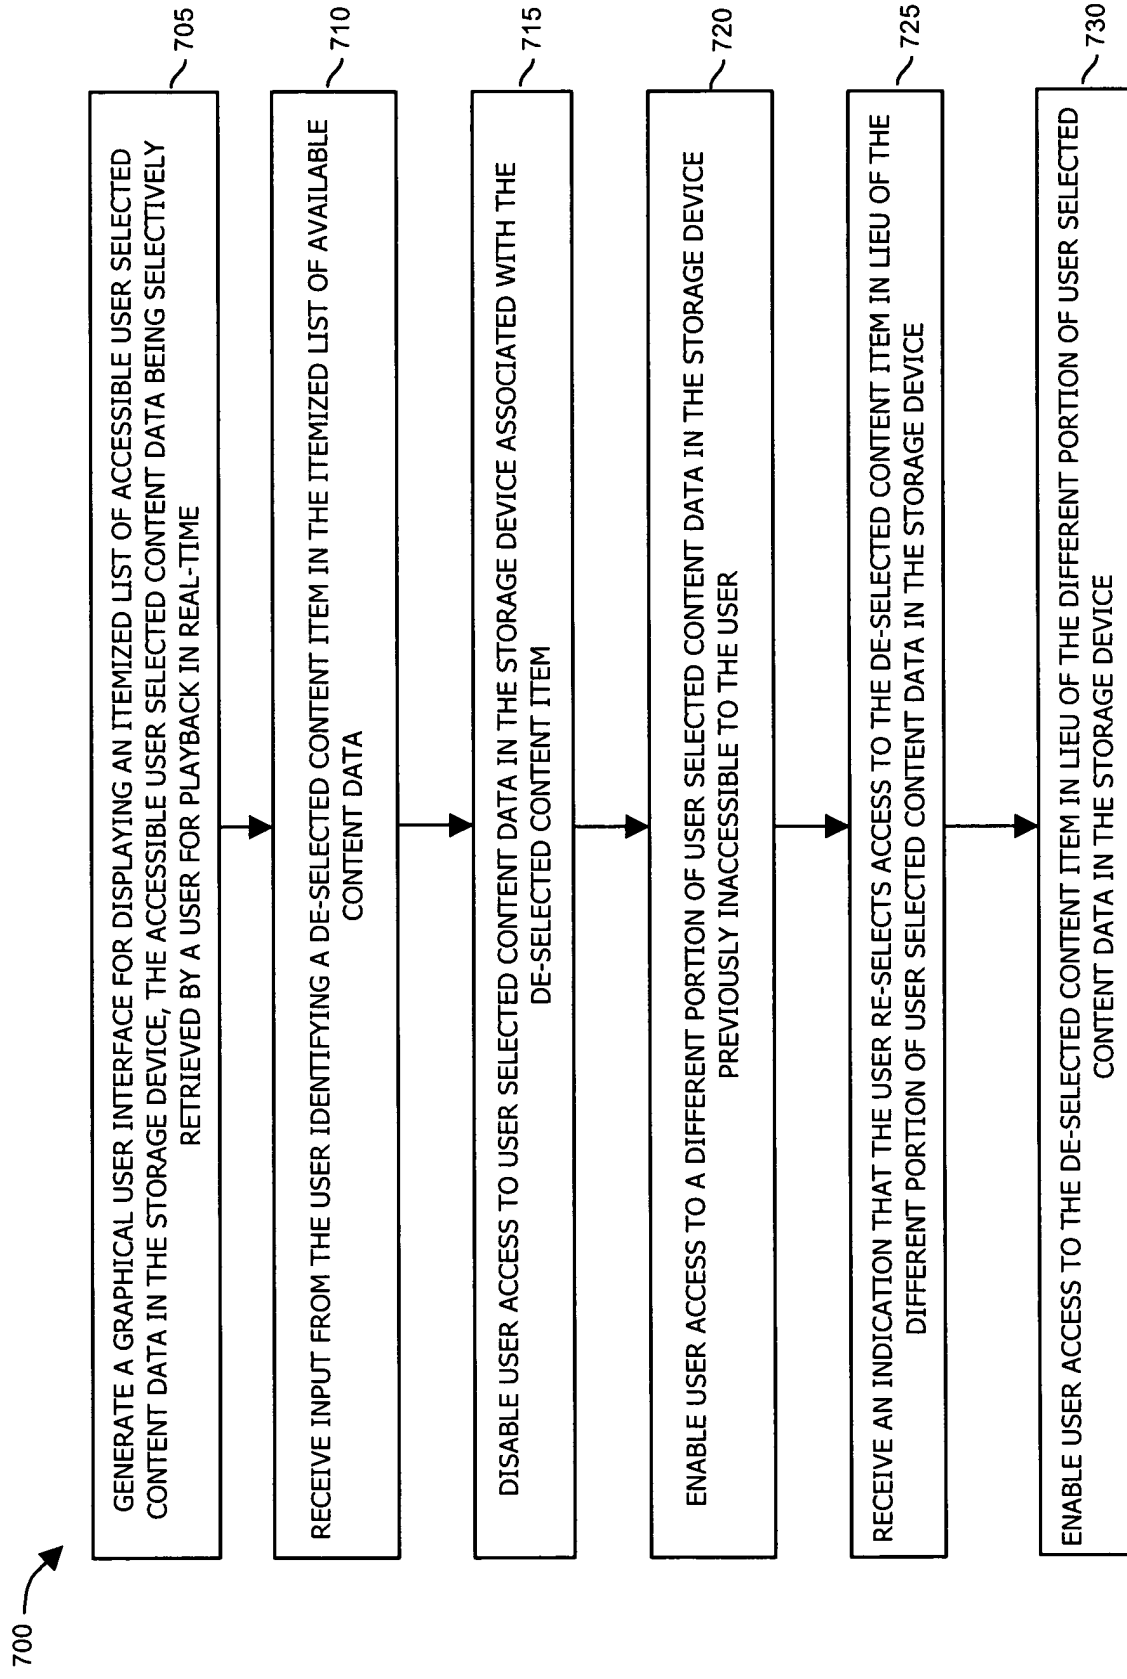 700
GENERATE A GRAPHICAL USER INTERFACE FOR DISPLAYING AN ITEMIZED LIST OF ACCESSIBLE USER SELECTED
CONTENT DATA IN THE STORAGE DEVICE, THE ACCESSIBLE USER SELECTED CONTENT DATA BEING SELECTIVELY
RETRIEVED BY A USER FOR PLAYBACK IN REAL-TIME
705
RECEIVE INPUT FROM THE USER IDENTIFYING A DE-SELECTED CONTENT ITEM IN THE ITEMIZED LIST OF AVAILABLE
CONTENT DATA
710
DISABLE USER ACCESS TO USER SELECTED CONTENT DATA IN THE STORAGE DEVICE ASSOCIATED WITH THE
DE-SELECTED CONTENT ITEM
715
ENABLE USER ACCESS TO A DIFFERENT PORTION OF USER SELECTED CONTENT DATA IN THE STORAGE DEVICE
PREVIOUSLY INACCESSIBLE TO THE USER
720
RECEIVE AN INDICATION THAT THE USER RE-SELECTS ACCESS TO THE DE-SELECTED CONTENT ITEM IN LIEU OF THE
DIFFERENT PORTION OF USER SELECTED CONTENT DATA IN THE STORAGE DEVICE
725
ENABLE USER ACCESS TO THE DE-SELECTED CONTENT ITEM IN LIEU OF THE DIFFERENT PORTION OF USER SELECTED
CONTENT DATA IN THE STORAGE DEVICE
730